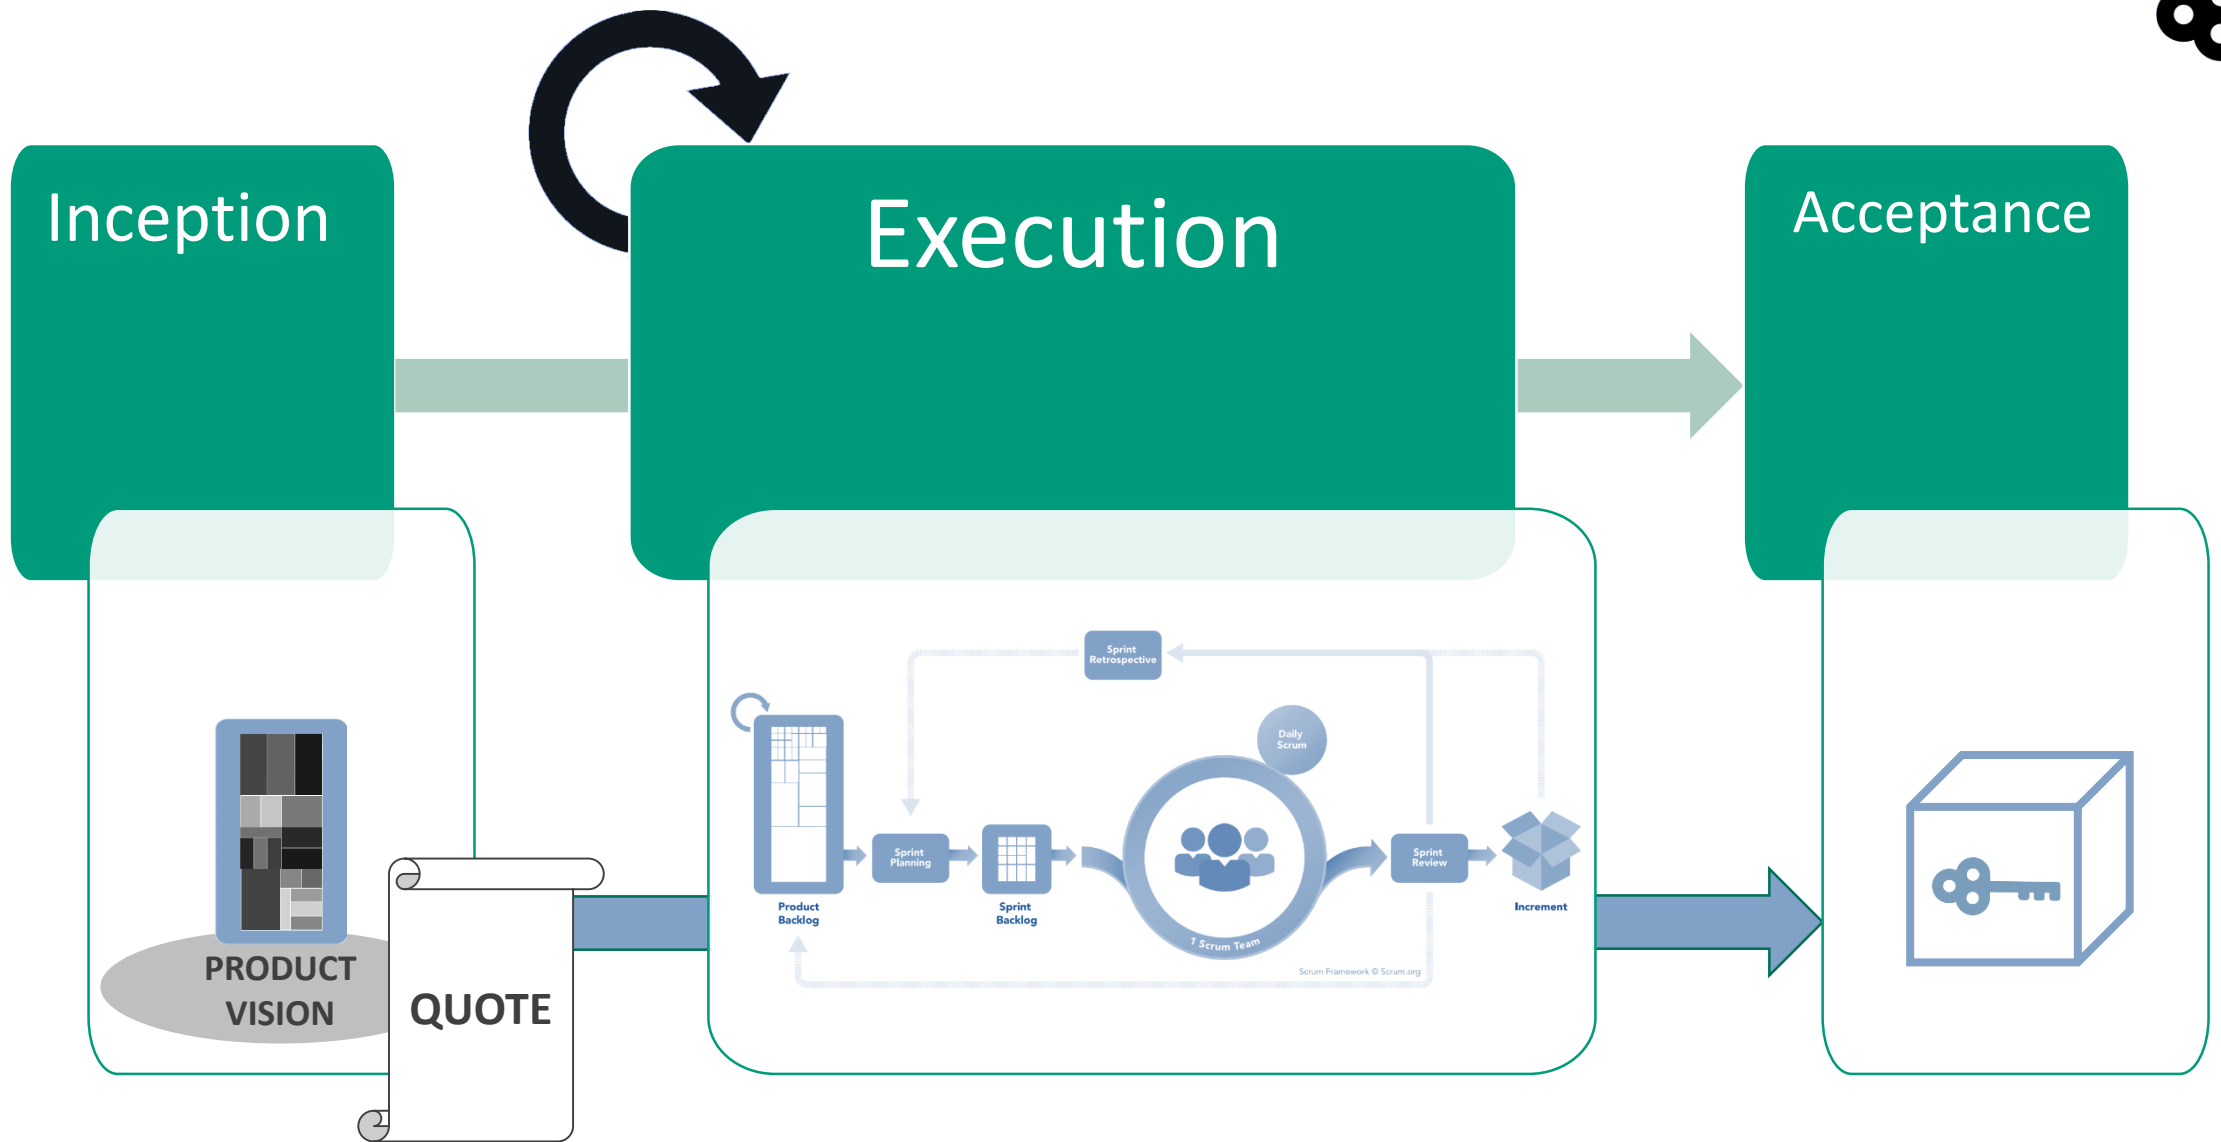 Inception
Execution
Acceptance
Sprint
Retrospective
Daily
Scrum
Sprint
Planning
Sprint
Review
Product
Backlog
Sprint
Backlog
Increment
1 Scrum Team
Scrum Framework © Scrum.org
PRODUCT
VISION
QUOTE